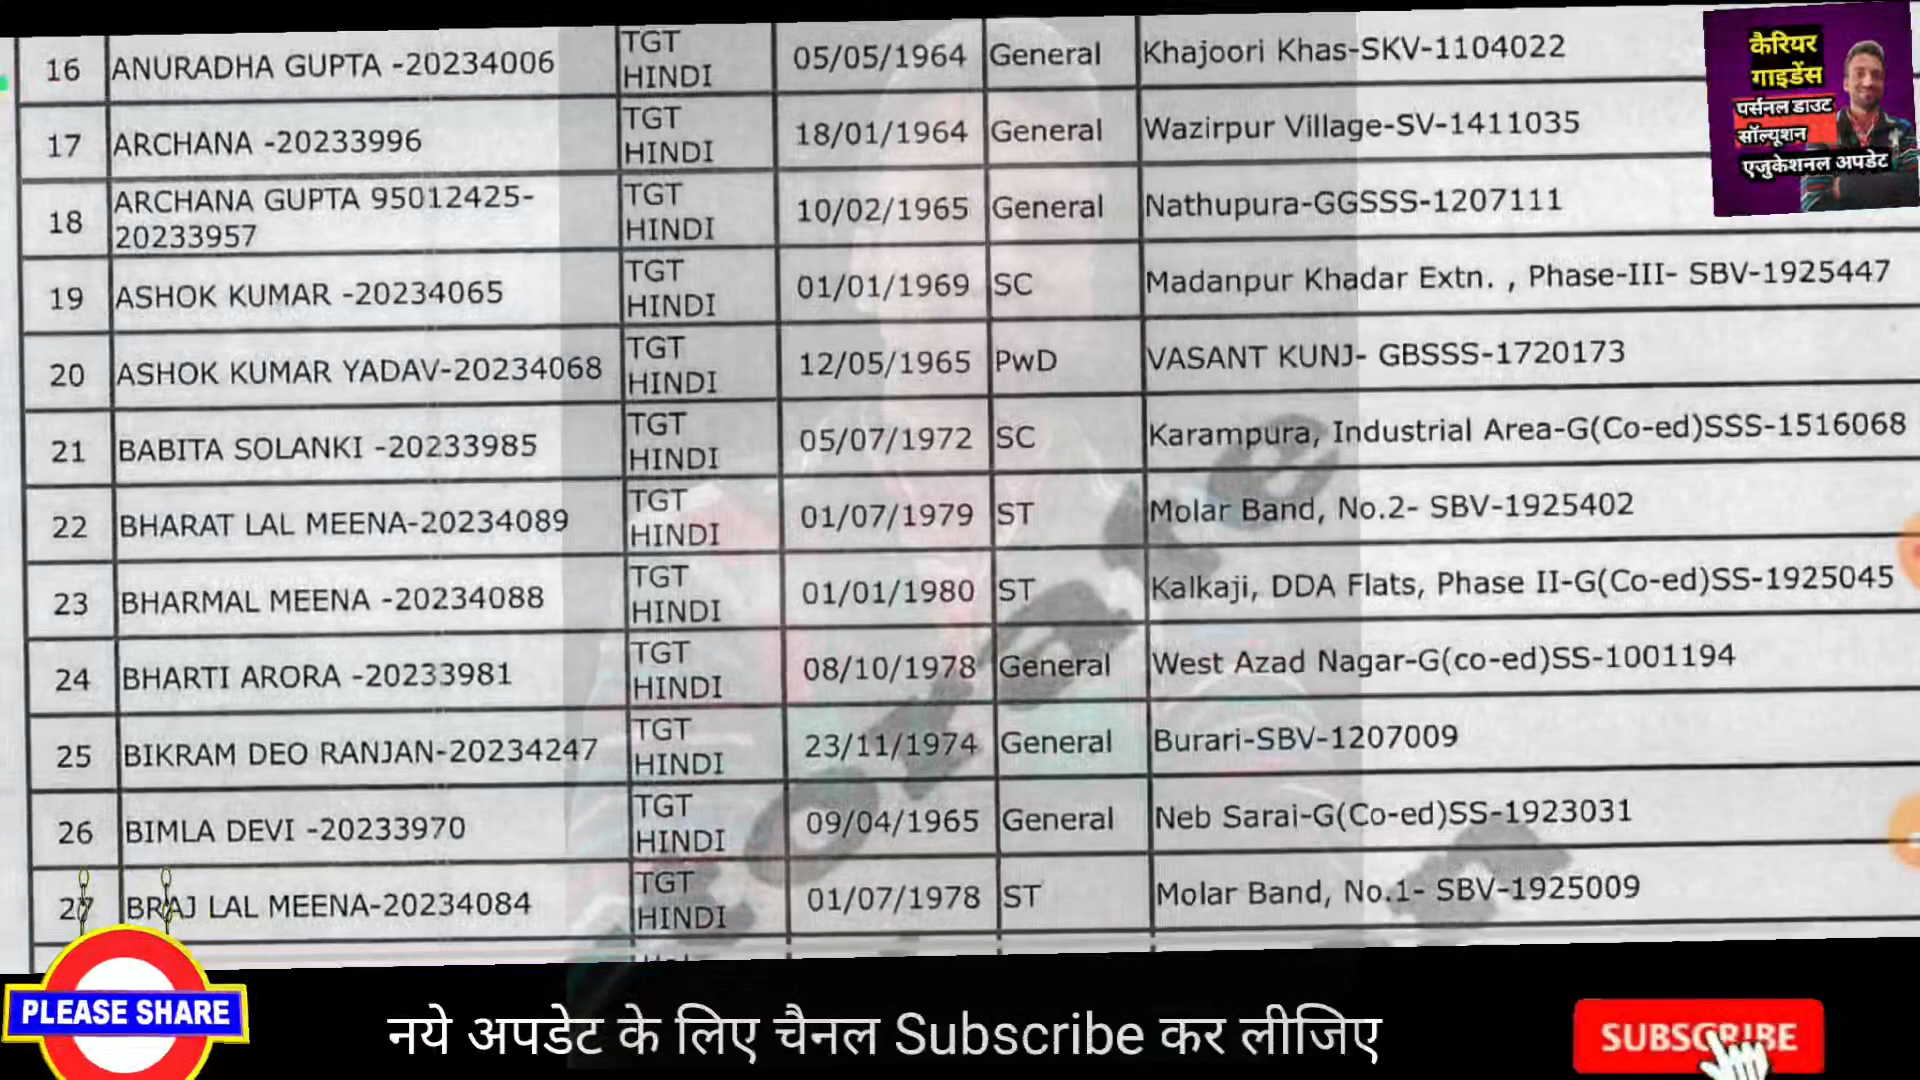 16 ANURADHA GUPTA -20234006 TGT HINDI 05/05/1964 General Khajoori Khas-SKV-1104022
17 ARCHANA -20233996 TGT HINDI 18/01/1964 General Wazirpur Village-SV-1411035
18 ARCHANA GUPTA 95012425-20233957 TGT HINDI 10/02/1965 General Nathupura-GGSSS-1207111
19 ASHOK KUMAR -20234065 TGT HINDI 01/01/1969 SC Madanpur Khadar Extn. , Phase-III- SBV-1925447
20 ASHOK KUMAR YADAV-20234068 TGT HINDI 12/05/1965 PwD VASANT KUNJ- GBSSS-1720173
21 BABITA SOLANKI -20233985 TGT HINDI 05/07/1972 SC Karampura, Industrial Area-G(Co-ed)SSS-1516068
22 BHARAT LAL MEENA-20234089 TGT HINDI 01/07/1979 ST Molar Band, No.2- SBV-1925402
23 BHARMAL MEENA -20234088 TGT HINDI 01/01/1980 ST Kalkaji, DDA Flats, Phase II-G(Co-ed)SS-1925045
24 BHARTI ARORA -20233981 TGT HINDI 08/10/1978 General West Azad Nagar-G(co-ed)SS-1001194
25 BIKRAM DEO RANJAN-20234247 TGT HINDI 23/11/1974 General Burari-SBV-1207009
26 BIMLA DEVI -20233970 TGT HINDI 09/04/1965 General Neb Sarai-G(Co-ed)SS-1923031
27 BRAJ LAL MEENA-20234084 TGT HINDI 01/07/1978 ST Molar Band, No.1- SBV-1925009
कैरियर
गाइडेंस
पर्सनल डाउट
सॉल्यूशन
एजुकेशनल अपडेट
PLEASE SHARE
नये अपडेट के लिए चैनल Subscribe कर लीजिए
SUBSCRIBE